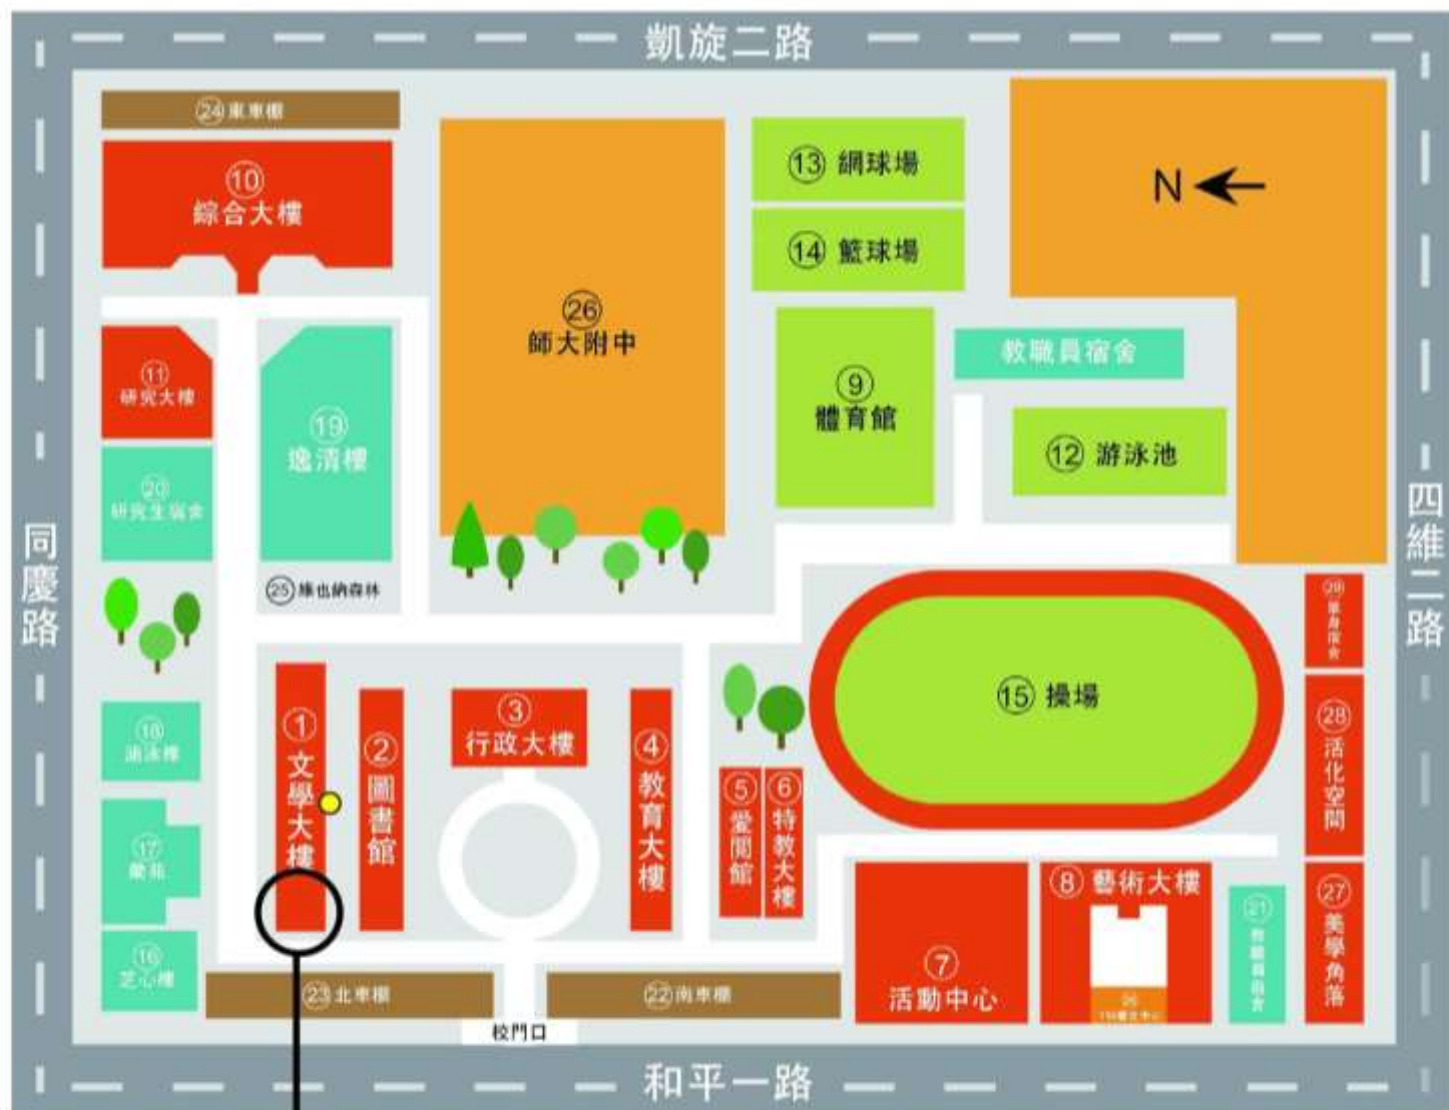 凱旋二路
24 東車棚
10
綜合大樓
13 網球場
14 籃球場
N
26
師大附中
11
研究大樓
19
逸清樓
9
體育館
教職員宿舍
12 游泳池
20
研究生宿舍
25 維也納森林
同慶路
四維二路
29 單身宿舍
15 操場
28 活化空間
1 文學大樓
2 圖書館
3
行政大樓
4 教育大樓
5 愛閱館
6 特教大樓
18
涵泳樓
17
蘭苑
16
芝心樓
7
活動中心
8 藝術大樓
21 教職員宿舍
27 美學角落
23 北車棚
22 南車棚
校門口
和平一路